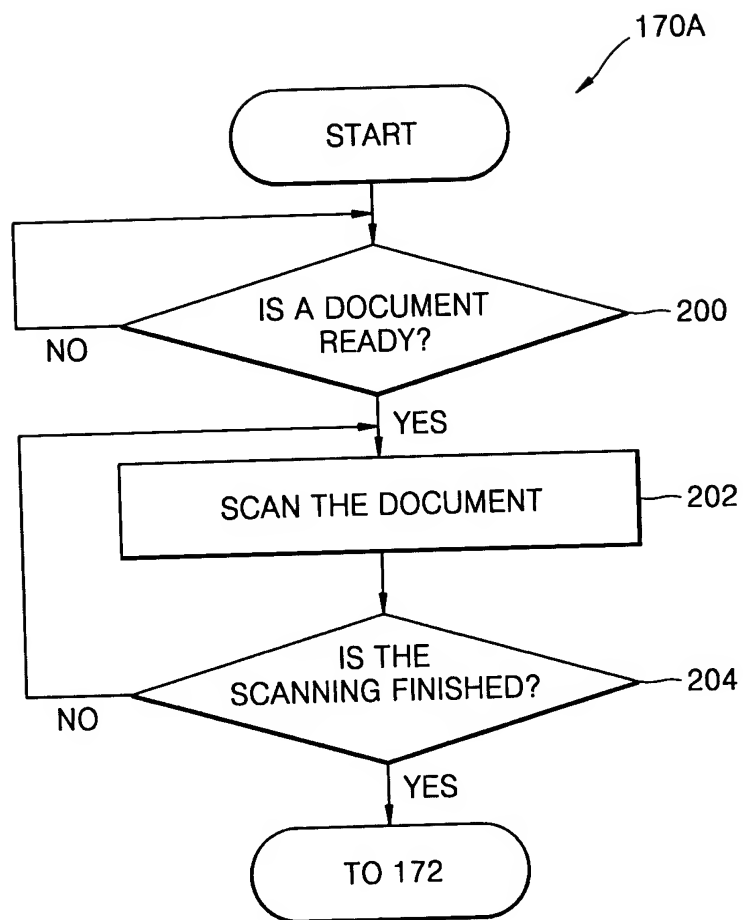 170A
START
IS A DOCUMENT
READY?
200
NO
YES
SCAN THE DOCUMENT
202
IS THE
SCANNING FINISHED?
204
NO
YES
TO 172